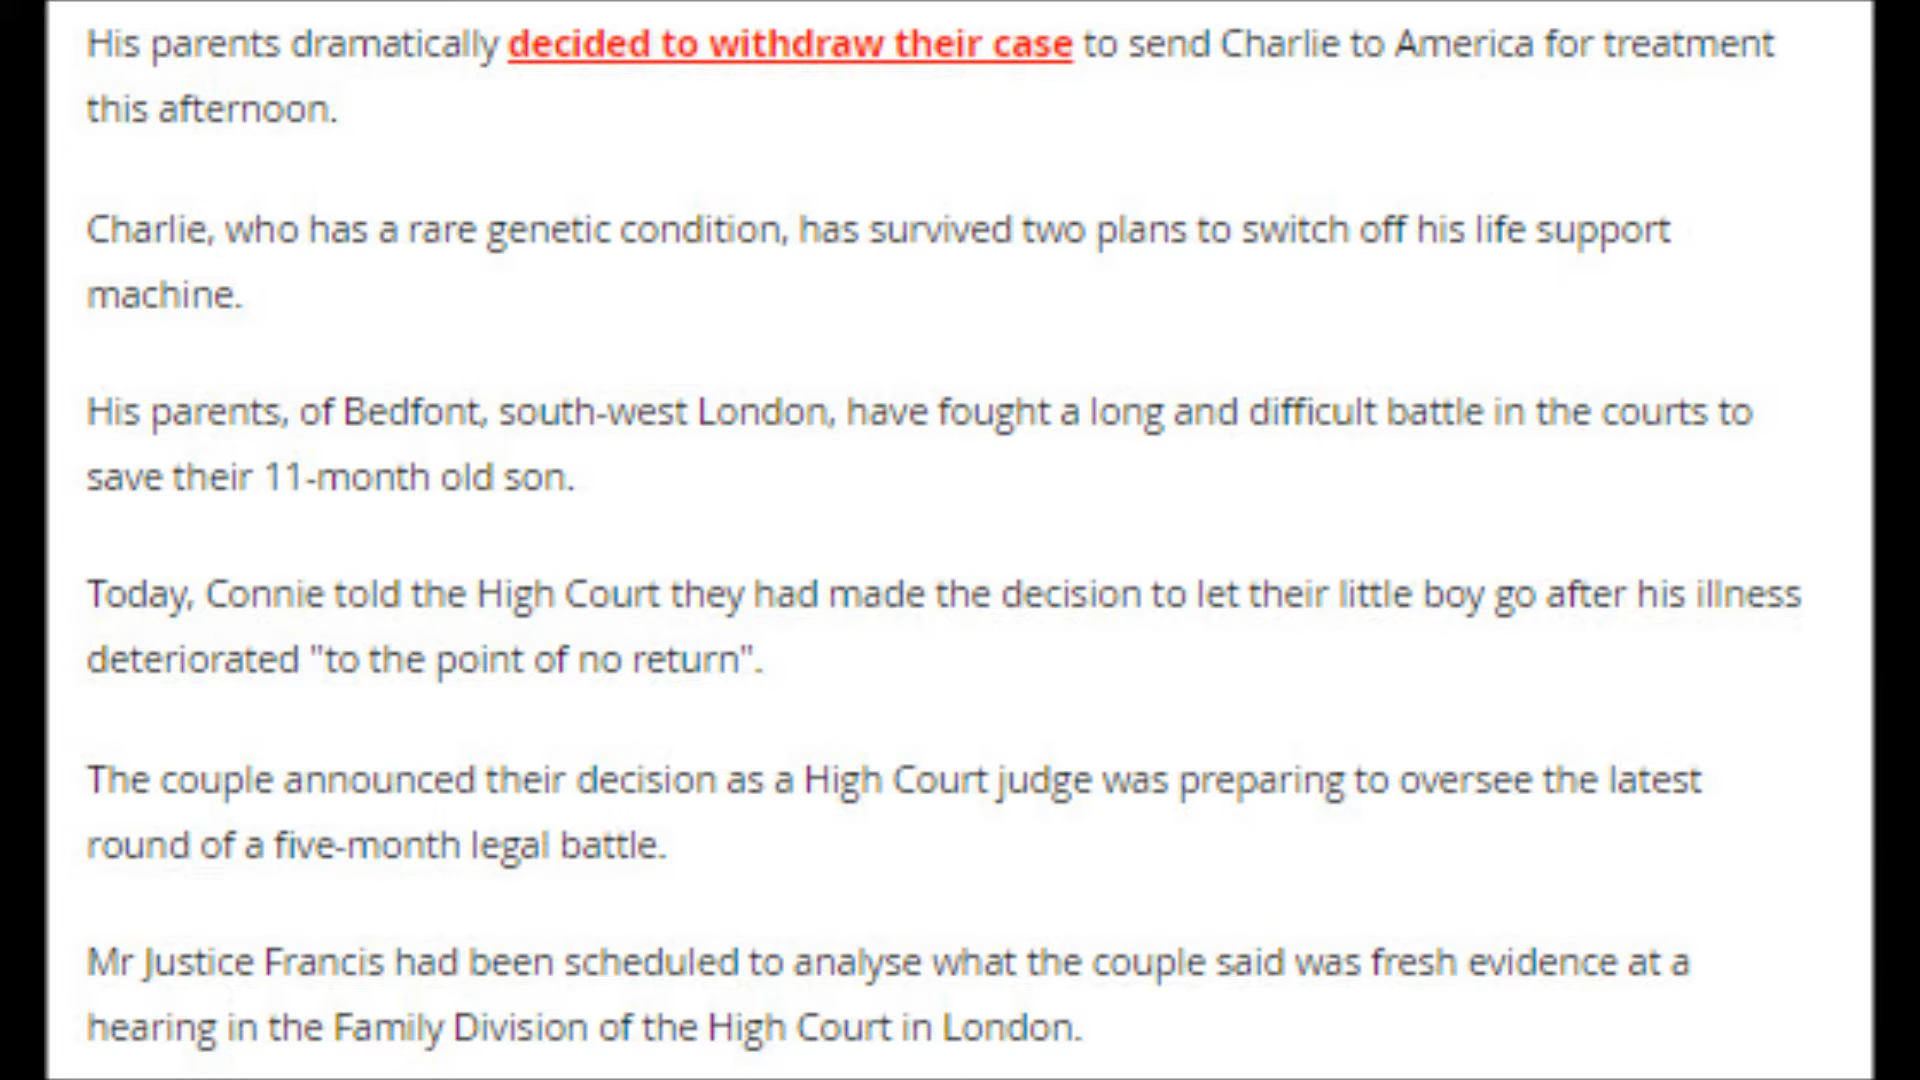 His parents dramatically decided to withdraw their case to send Charlie to America for treatment
this afternoon.
Charlie, who has a rare genetic condition, has survived two plans to switch off his life support
machine.
His parents, of Bedfont, south-west London, have fought a long and difficult battle in the courts to
save their 11-month old son.
Today, Connie told the High Court they had made the decision to let their little boy go after his illness
deteriorated "to the point of no return".
The couple announced their decision as a High Court judge was preparing to oversee the latest
round of a five-month legal battle.
Mr Justice Francis had been scheduled to analyse what the couple said was fresh evidence at a
hearing in the Family Division of the High Court in London.